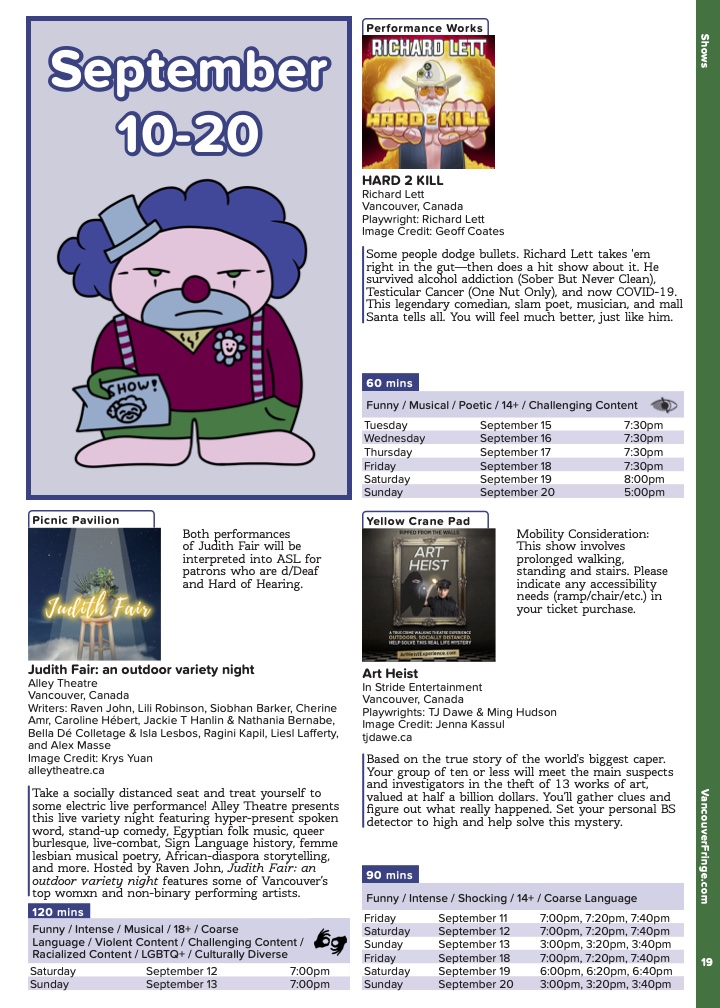 September
10-20
SHOW!
Performance Works
RICHARD LETT
HARD 2 KILL
HARD 2 KILL
Richard Lett
Vancouver, Canada
Playwright: Richard Lett
Image Credit: Geoff Coates
Some people dodge bullets. Richard Lett takes 'em
right in the gut—then does a hit show about it. He
survived alcohol addiction (Sober But Never Clean),
Testicular Cancer (One Nut Only), and now COVID-19.
This legendary comedian, slam poet, musician, and mall
Santa tells all. You will feel much better, just like him.
60 mins
Funny / Musical / Poetic / 14+ / Challenging Content
Tuesday September 15 7:30pm
Wednesday September 16 7:30pm
Thursday September 17 7:30pm
Friday September 18 7:30pm
Saturday September 19 8:00pm
Sunday September 20 5:00pm
Picnic Pavilion
Judith Fair
Both performances
of Judith Fair will be
interpreted into ASL for
patrons who are d/Deaf
and Hard of Hearing.
Judith Fair: an outdoor variety night
Alley Theatre
Vancouver, Canada
Writers: Raven John, Lili Robinson, Siobhan Barker, Cherine
Amr, Caroline Hébert, Jackie T Hanlin & Nathania Bernabe,
Bella Dé Colletage & Isla Lesbos, Ragini Kapil, Liesl Lafferty,
and Alex Masse
Image Credit: Krys Yuan
alleytheatre.ca
Take a socially distanced seat and treat yourself to
some electric live performance! Alley Theatre presents
this live variety night featuring hyper-present spoken
word, stand-up comedy, Egyptian folk music, queer
burlesque, live-combat, Sign Language history, femme
lesbian musical poetry, African-diaspora storytelling,
and more. Hosted by Raven John, Judith Fair: an
outdoor variety night features some of Vancouver's
top womxn and non-binary performing artists.
120 mins
Funny / Intense / Musical / 18+ / Coarse
Language / Violent Content / Challenging Content /
Racialized Content / LGBTQ+ / Culturally Diverse
Saturday September 12 7:00pm
Sunday September 13 7:00pm
Yellow Crane Pad
RIPPED FROM THE WALLS
ART
HEIST
A TRUE CRIME WALKING THEATRE EXPERIENCE
OUTDOORS. SOCIALLY DISTANCED.
HELP SOLVE THIS REAL LIFE MYSTERY
ArtHeistExperience.com
Mobility Consideration:
This show involves
prolonged walking,
standing and stairs. Please
indicate any accessibility
needs (ramp/chair/etc.) in
your ticket purchase.
Art Heist
In Stride Entertainment
Vancouver, Canada
Playwrights: TJ Dawe & Ming Hudson
Image Credit: Jenna Kassul
tjdawe.ca
Based on the true story of the world's biggest caper.
Your group of ten or less will meet the main suspects
and investigators in the theft of 13 works of art,
valued at half a billion dollars. You'll gather clues and
figure out what really happened. Set your personal BS
detector to high and help solve this mystery.
90 mins
Funny / Intense / Shocking / 14+ / Coarse Language
Friday September 11 7:00pm, 7:20pm, 7:40pm
Saturday September 12 7:00pm, 7:20pm, 7:40pm
Sunday September 13 3:00pm, 3:20pm, 3:40pm
Friday September 18 7:00pm, 7:20pm, 7:40pm
Saturday September 19 6:00pm, 6:20pm, 6:40pm
Sunday September 20 3:00pm, 3:20pm, 3:40pm
Shows
VancouverFringe.com
19